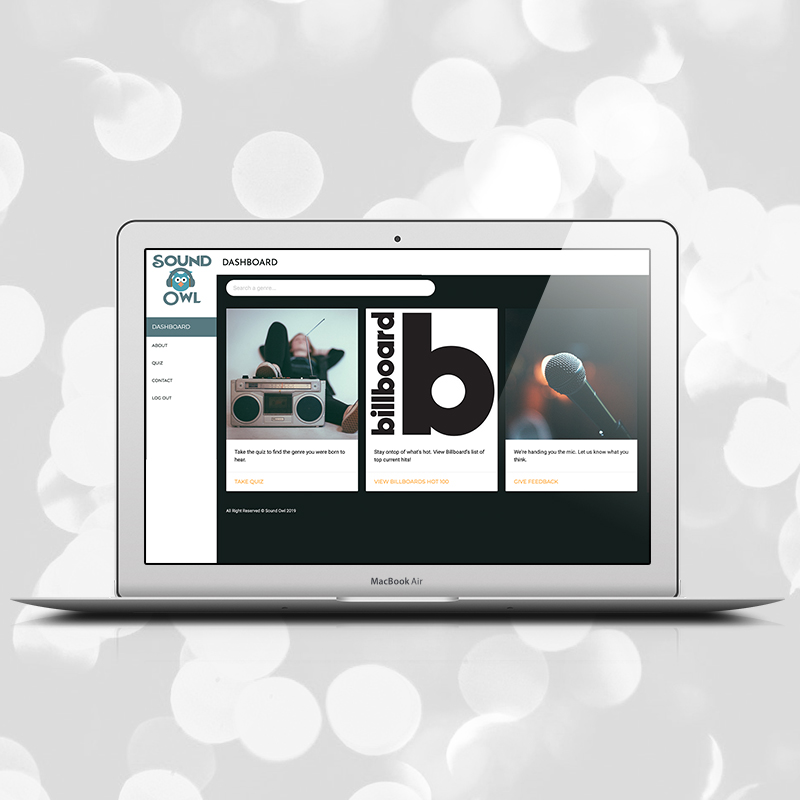 SOUND
OWL
DASHBOARD
Search a genre...
DASHBOARD
ABOUT
QUIZ
CONTACT
LOG OUT
billboard
b
Take the quiz to find the genre you were born to
hear.
TAKE QUIZ
Stay ontop of what's hot. View Billboard's list of
top current hits!
VIEW BILLBOARDS HOT 100
We're handing you the mic. Let us know what you
think.
GIVE FEEDBACK
All Right Reserved © Sound Owl 2019
MacBook Air